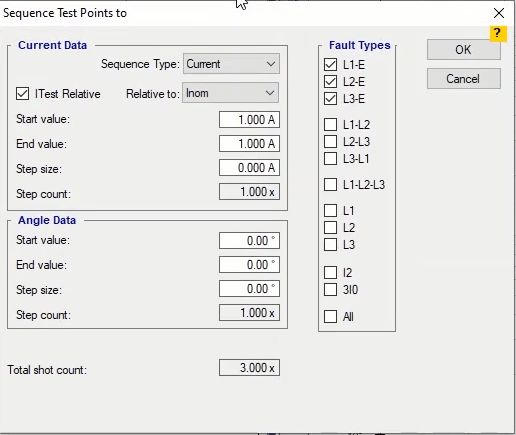 Sequence Test Points to
?
Current Data
Sequence Type: Current
ITest Relative Relative to: Inom
Start value: 1.000 A
End value: 1.000 A
Step size: 0.000 A
Step count: 1.000 x
Angle Data
Start value: 0.00 °
End value: 0.00 °
Step size: 0.00 °
Step count: 1.000 x
Total shot count: 3.000 x
Fault Types
L1-E
L2-E
L3-E
L1-L2
L2-L3
L3-L1
L1-L2-L3
L1
L2
L3
I2
3I0
All
OK
Cancel